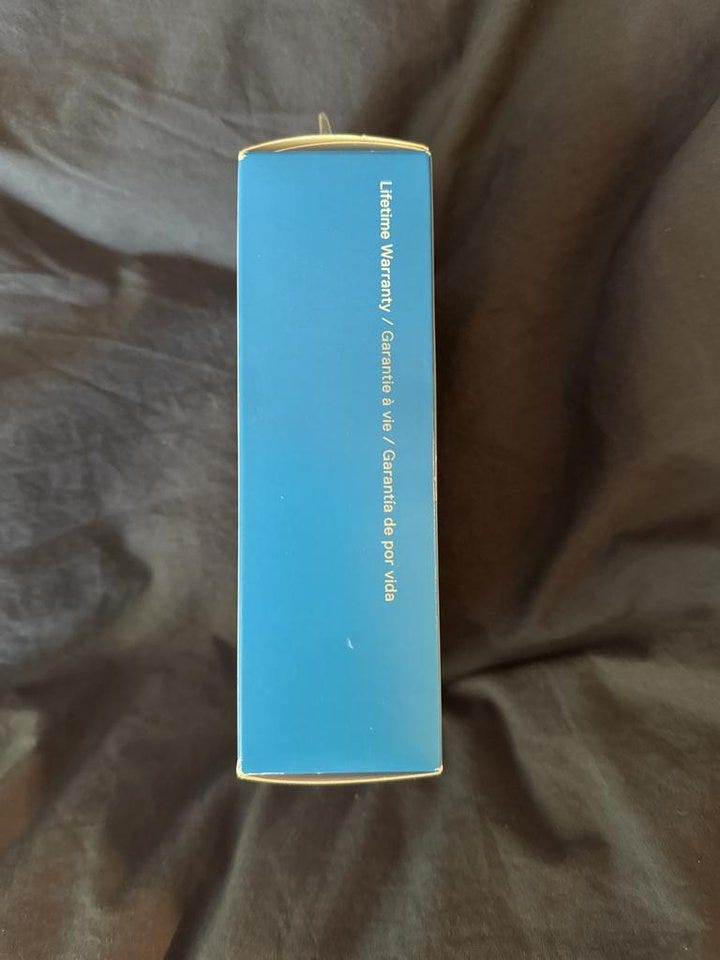 Lifetime Warranty / Garantie à vie / Garantía de por vida